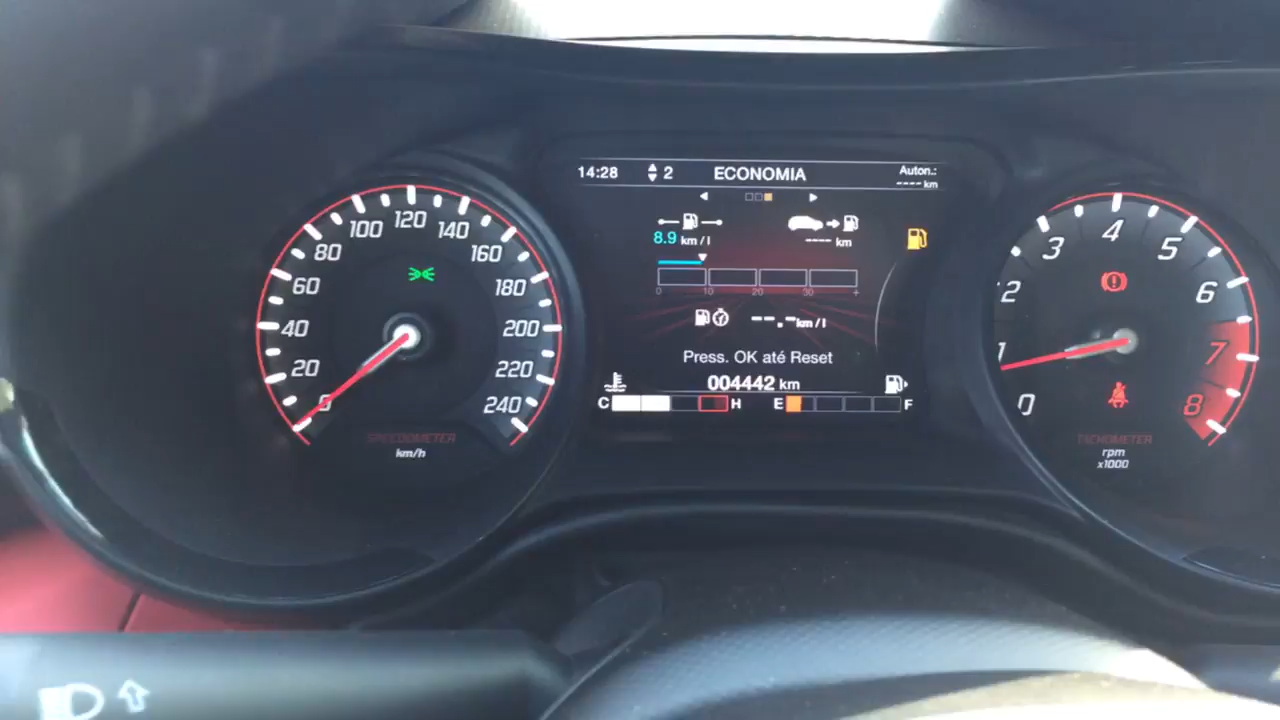 14:28 2 ECONOMIA Auton.:
---- km
8.9 km/l ---- km
0 10 20 30 +
--.- km/l
Press. OK até Reset
004442 km
C H E F
0 20 40 60 80 100 120 140 160 180 200 220 240
SPEEDOMETER
km/h
0 1 2 3 4 5 6 7 8
TACHOMETER
rpm
x1000